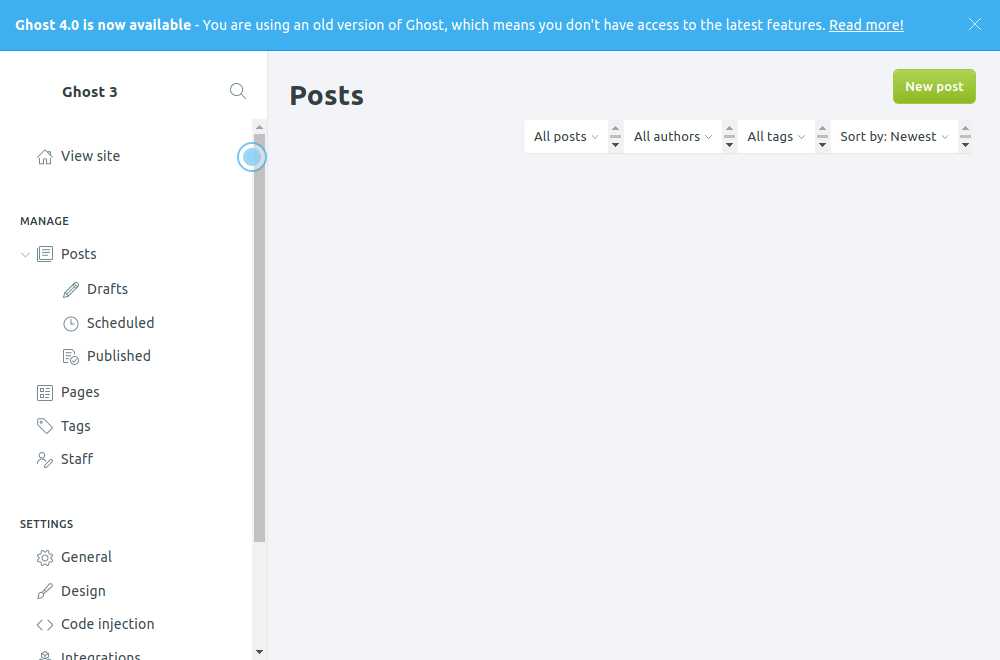 Ghost 4.0 is now available - You are using an old version of Ghost, which means you don't have access to the latest features. Read more!
Ghost 3
Posts
New post
All posts
All authors
All tags
Sort by: Newest
View site
MANAGE
Posts
Drafts
Scheduled
Published
Pages
Tags
Staff
SETTINGS
General
Design
Code injection
Integrations